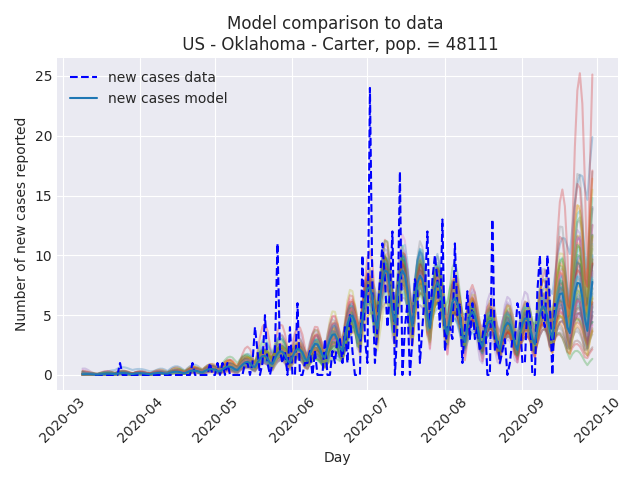 Model comparison to data
US - Oklahoma - Carter, pop. = 48111
new cases data
new cases model
Number of new cases reported
25
20
15
10
5
0
2020-03
2020-04
2020-05
2020-06
2020-07
2020-08
2020-09
2020-10
Day